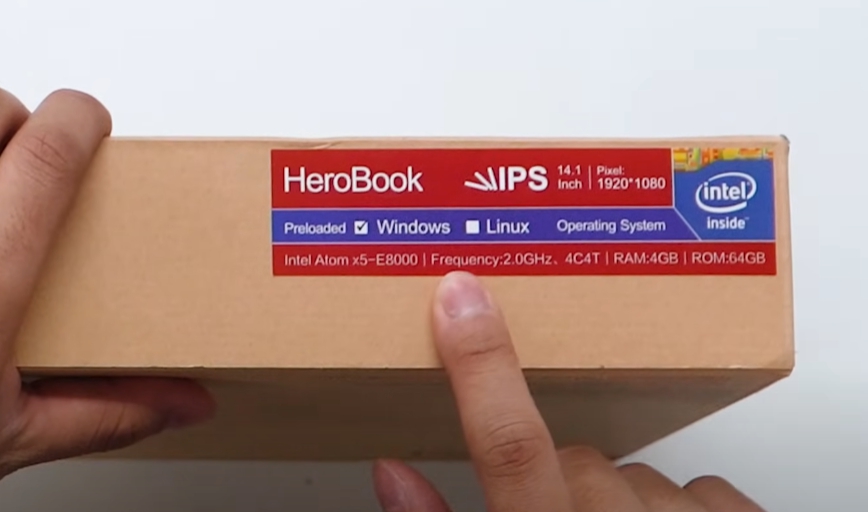 HeroBook IPS 14.1 Inch | Pixel: 1920*1080
intel inside™
Preloaded ☑ Windows ☐ Linux Operating System
Intel Atom x5-E8000 | Frequency:2.0GHz、4C4T | RAM:4GB | ROM:64GB